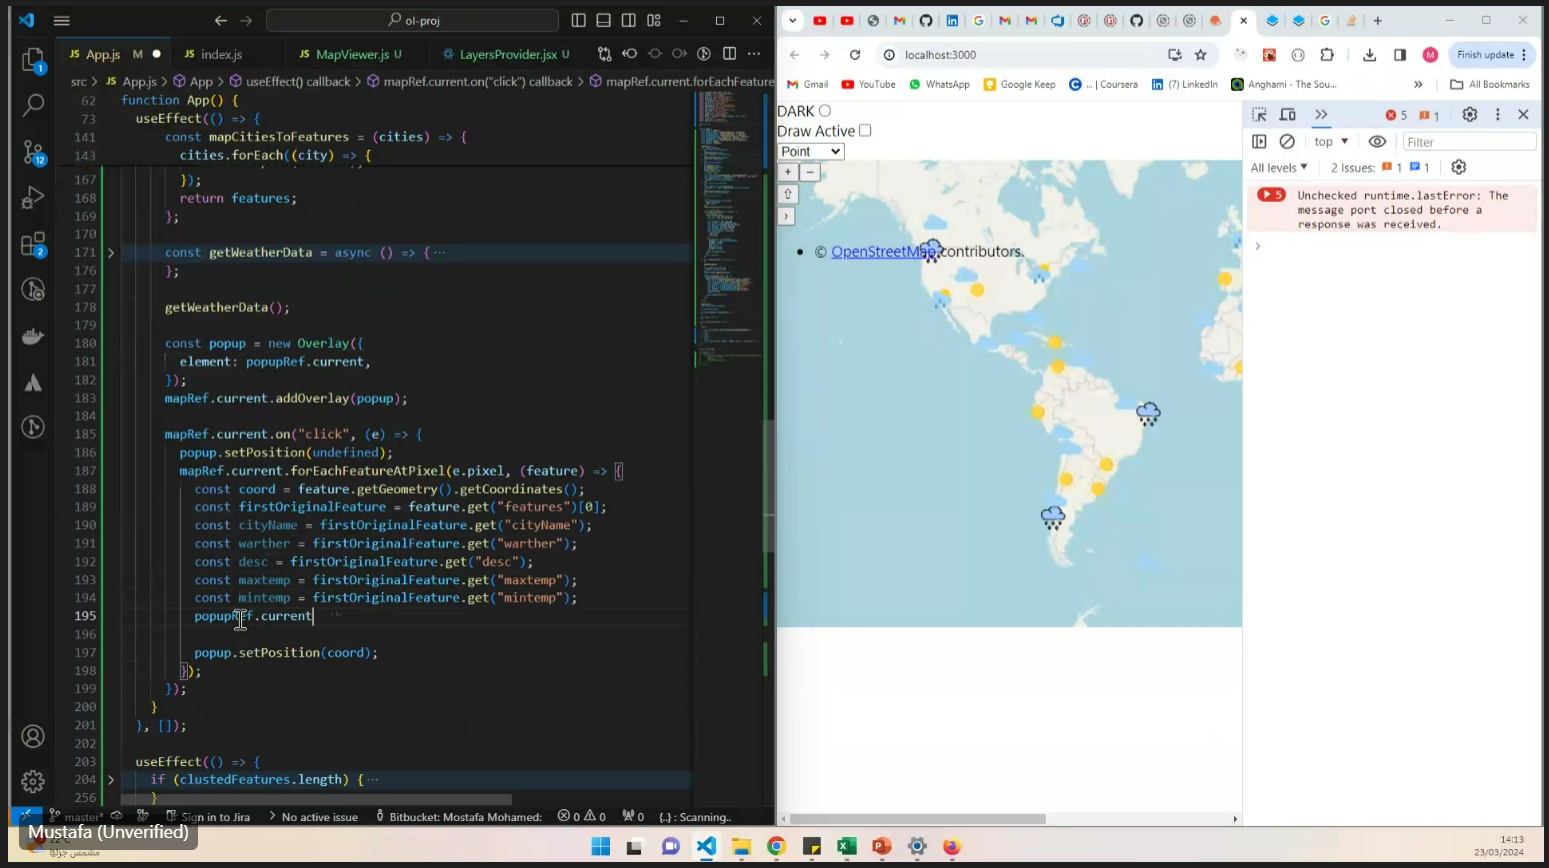 ol-proj
App.js M
index.js
MapViewer.js U
LayersProvider.jsx U
src > App.js > App > useEffect() callback > mapRef.current.on("click") callback > mapRef.current.forEachFeature
62 function App() {
73 useEffect(() => {
141 const mapCitiesToFeatures = (cities) => {
143 cities.forEach((city) => {
167 });
168 return features;
169 };
170
171 const getWeatherData = async () => { ...
176 };
177
178 getWeatherData();
179
180 const popup = new Overlay({
181 element: popupRef.current,
182 });
183 mapRef.current.addOverlay(popup);
184
185 mapRef.current.on("click", (e) => {
186 popup.setPosition(undefined);
187 mapRef.current.forEachFeatureAtPixel(e.pixel, (feature) => {
188 const coord = feature.getGeometry().getCoordinates();
189 const firstOriginalFeature = feature.get("features")[0];
190 const cityName = firstOriginalFeature.get("cityName");
191 const warther = firstOriginalFeature.get("warther");
192 const desc = firstOriginalFeature.get("desc");
193 const maxtemp = firstOriginalFeature.get("maxtemp");
194 const mintemp = firstOriginalFeature.get("mintemp");
195 popupRef.current
196
197 popup.setPosition(coord);
198 });
199 });
200 }
201 }, []);
202
203 useEffect(() => {
204 if (clustedFeatures.length) { ...
256 }
1
12
2
master*
Sign in to Jira
No active issue
Bitbucket: Mostafa Mohamed:
0 0
0
{..} : Scanning..
Mustafa (Unverified)
localhost:3000
M
Finish update
Gmail
YouTube
WhatsApp
Google Keep
... | Coursera
(7) LinkedIn
Anghami - The Sou...
All Bookmarks
DARK
Draw Active
Point
+ −
⇧
›
• © OpenStreetMap contributors.
5
1
top
Filter
All levels
2 Issues: 1 1
5 Unchecked runtime.lastError: The
message port closed before a
response was received.
22°C
14:13
23/03/2024